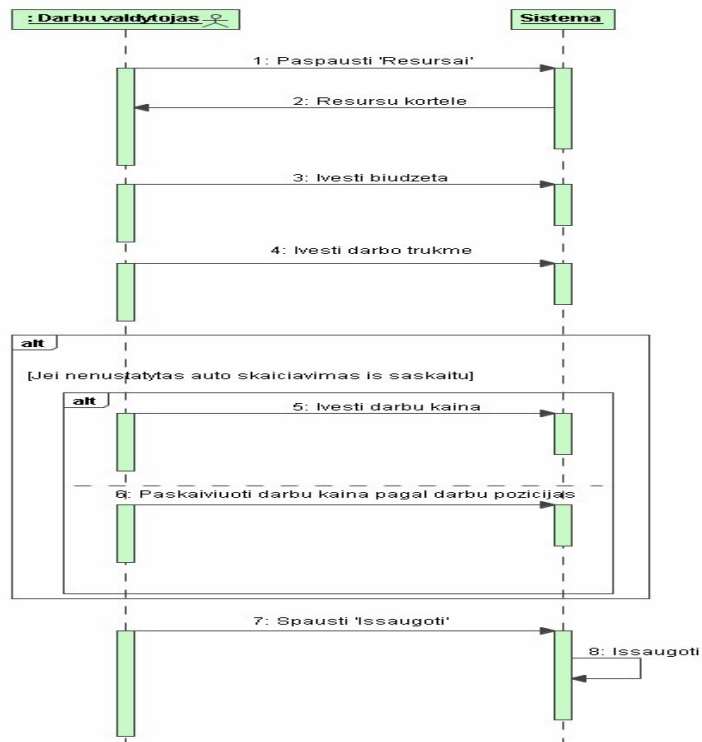 : Darbu valdytojas
Sistema
1: Paspausti 'Resursai'
2: Resursu kortele
3: Ivesti biudzeta
4: Ivesti darbo trukme
alt
[Jei nenustatytas auto skaiciavimas is saskaitu]
alt
5: Ivesti darbu kaina
6: Paskaiviuoti darbu kaina pagal darbu pozicijas
7: Spausti 'Issaugoti'
8: Issaugoti